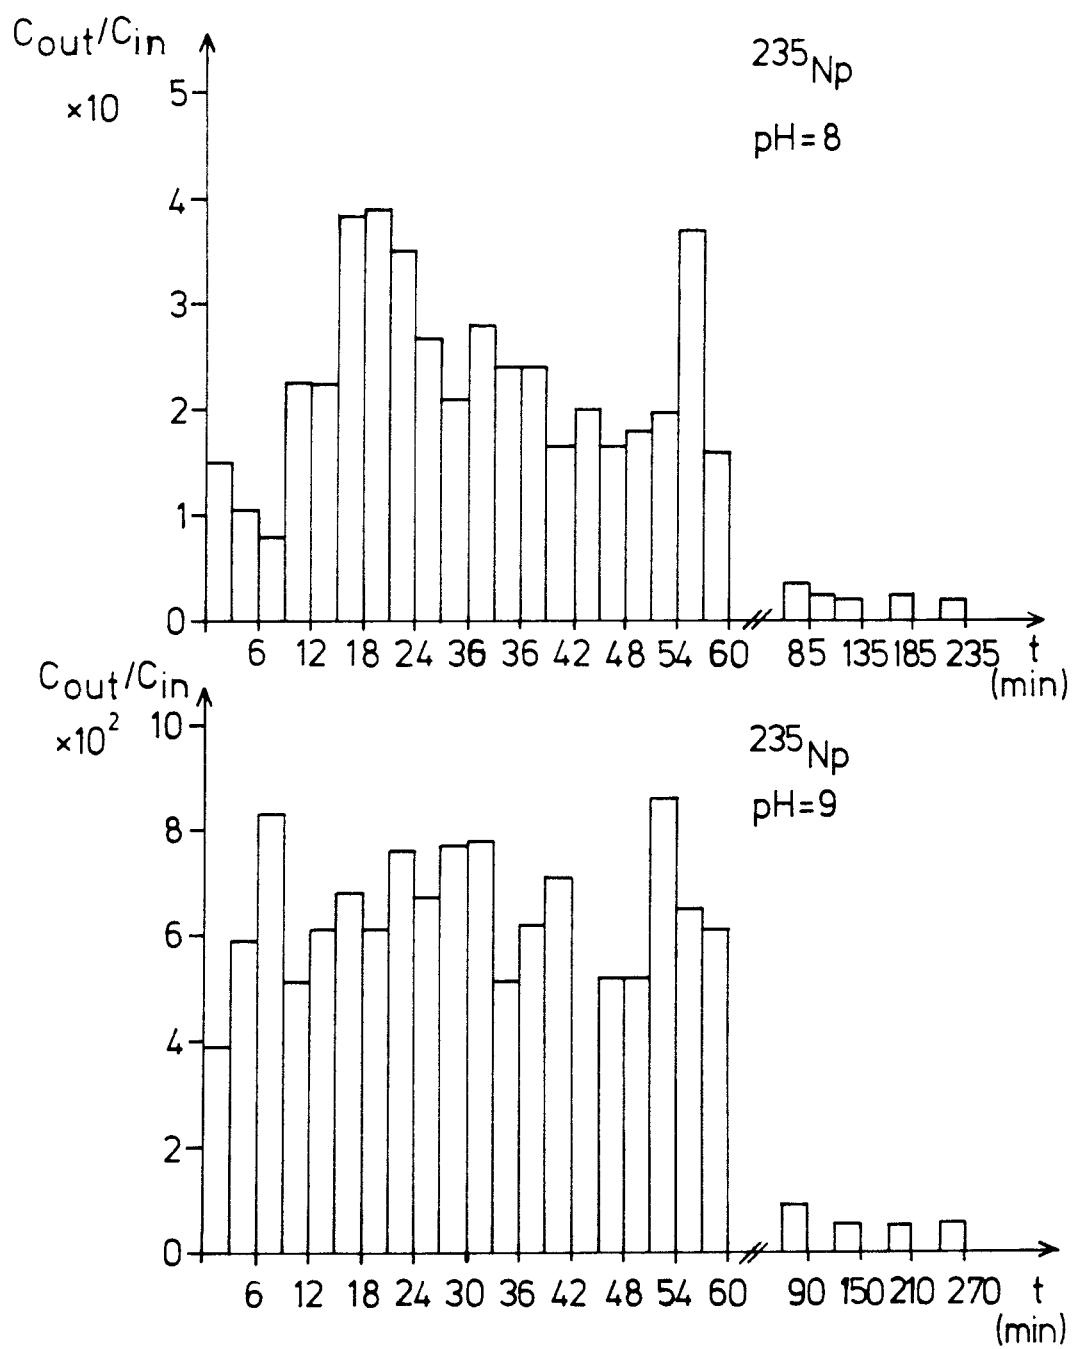 Cout/Cin
×10
²³⁵Np
pH=8
5
4
3
2
1
0
6 12 18 24 36 36 42 48 54 60 85 135 185 235 t
(min)
Cout/Cin
×10²
²³⁵Np
pH=9
10
8
6
4
2
0
6 12 18 24 30 36 42 48 54 60 90 150 210 270 t
(min)